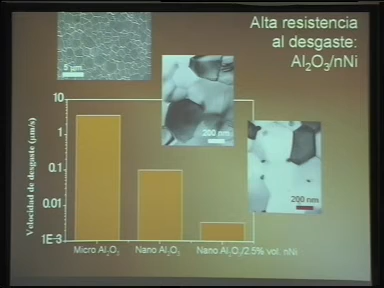 Alta resistencia
al desgaste:
Al₂O₃/nNi
5 µm
200 nm
200 nm
Velocidad de desgaste (µm/s)
10
1
0.1
0.01
1E-3
Micro Al₂O₃
Nano Al₂O₃
Nano Al₂O₃/2.5% vol. nNi